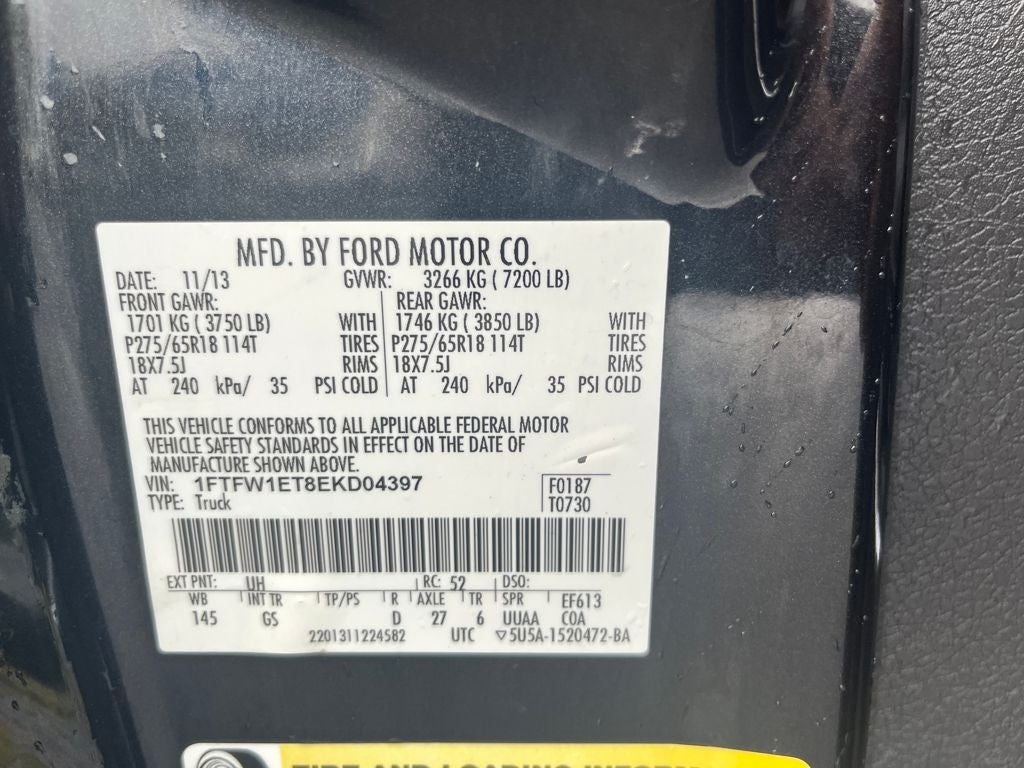 MFD. BY FORD MOTOR CO.
DATE: 11/13 GVWR: 3266 KG ( 7200 LB)
FRONT GAWR: REAR GAWR:
1701 KG ( 3750 LB) WITH 1746 KG ( 3850 LB) WITH
P275/65R18 114T TIRES P275/65R18 114T TIRES
18X7.5J RIMS 18X7.5J RIMS
AT 240 kPa/ 35 PSI COLD AT 240 kPa/ 35 PSI COLD
THIS VEHICLE CONFORMS TO ALL APPLICABLE FEDERAL MOTOR
VEHICLE SAFETY STANDARDS IN EFFECT ON THE DATE OF
MANUFACTURE SHOWN ABOVE.
VIN: 1FTFW1ET8EKD04397 F0187
TYPE: Truck T0730
EXT PNT: UH RC: 52 DSO:
WB INT TR TP/PS R AXLE TR SPR EF613
145 GS D 27 6 UUAA C0A
2201311224582 UTC ▽5U5A-1520472-BA
TIRE AND LOADING INFORM